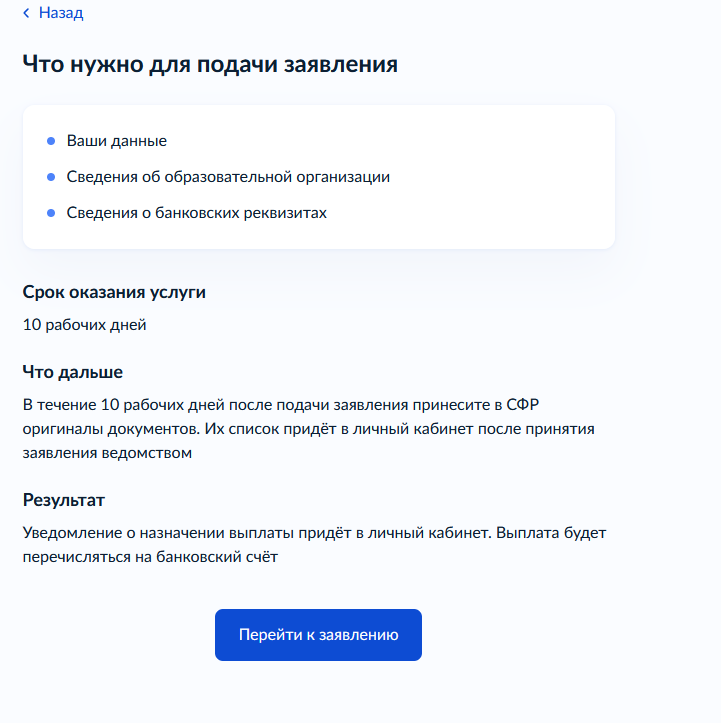 Назад
Что нужно для подачи заявления
Ваши данные
Сведения об образовательной организации
Сведения о банковских реквизитах
Срок оказания услуги
10 рабочих дней
Что дальше
В течение 10 рабочих дней после подачи заявления принесите в СФР
оригиналы документов. Их список придёт в личный кабинет после принятия
заявления ведомством
Результат
Уведомление о назначении выплаты придёт в личный кабинет. Выплата будет
перечисляться на банковский счёт
Перейти к заявлению